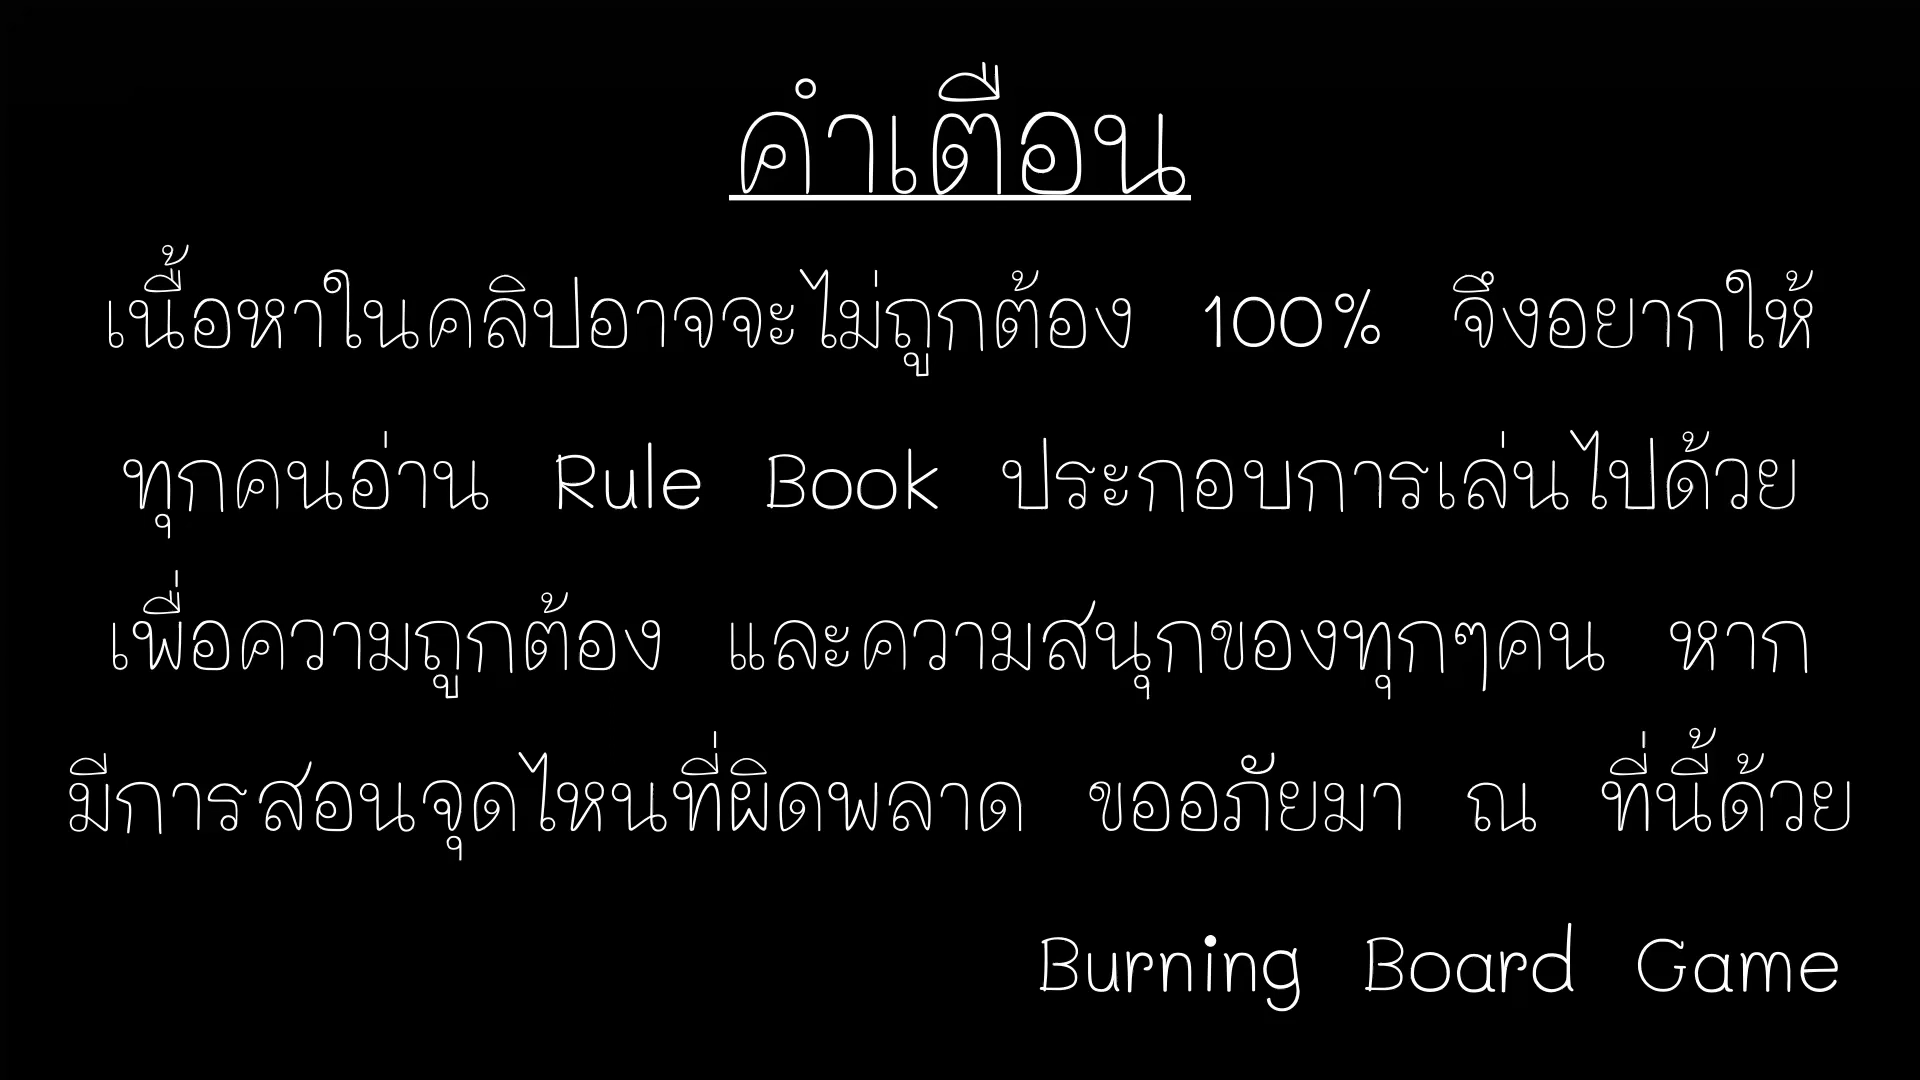 คำเตือน
เนื้อหาในคลิปอาจจะไม่ถูกต้อง 100% จึงอยากให้
ทุกคนอ่าน Rule Book ประกอบการเล่นไปด้วย
เพื่อความถูกต้อง และความสนุกของทุกๆคน หาก
มีการสอนจุดไหนที่ผิดพลาด ขออภัยมา ณ ที่นี้ด้วย
Burning Board Game